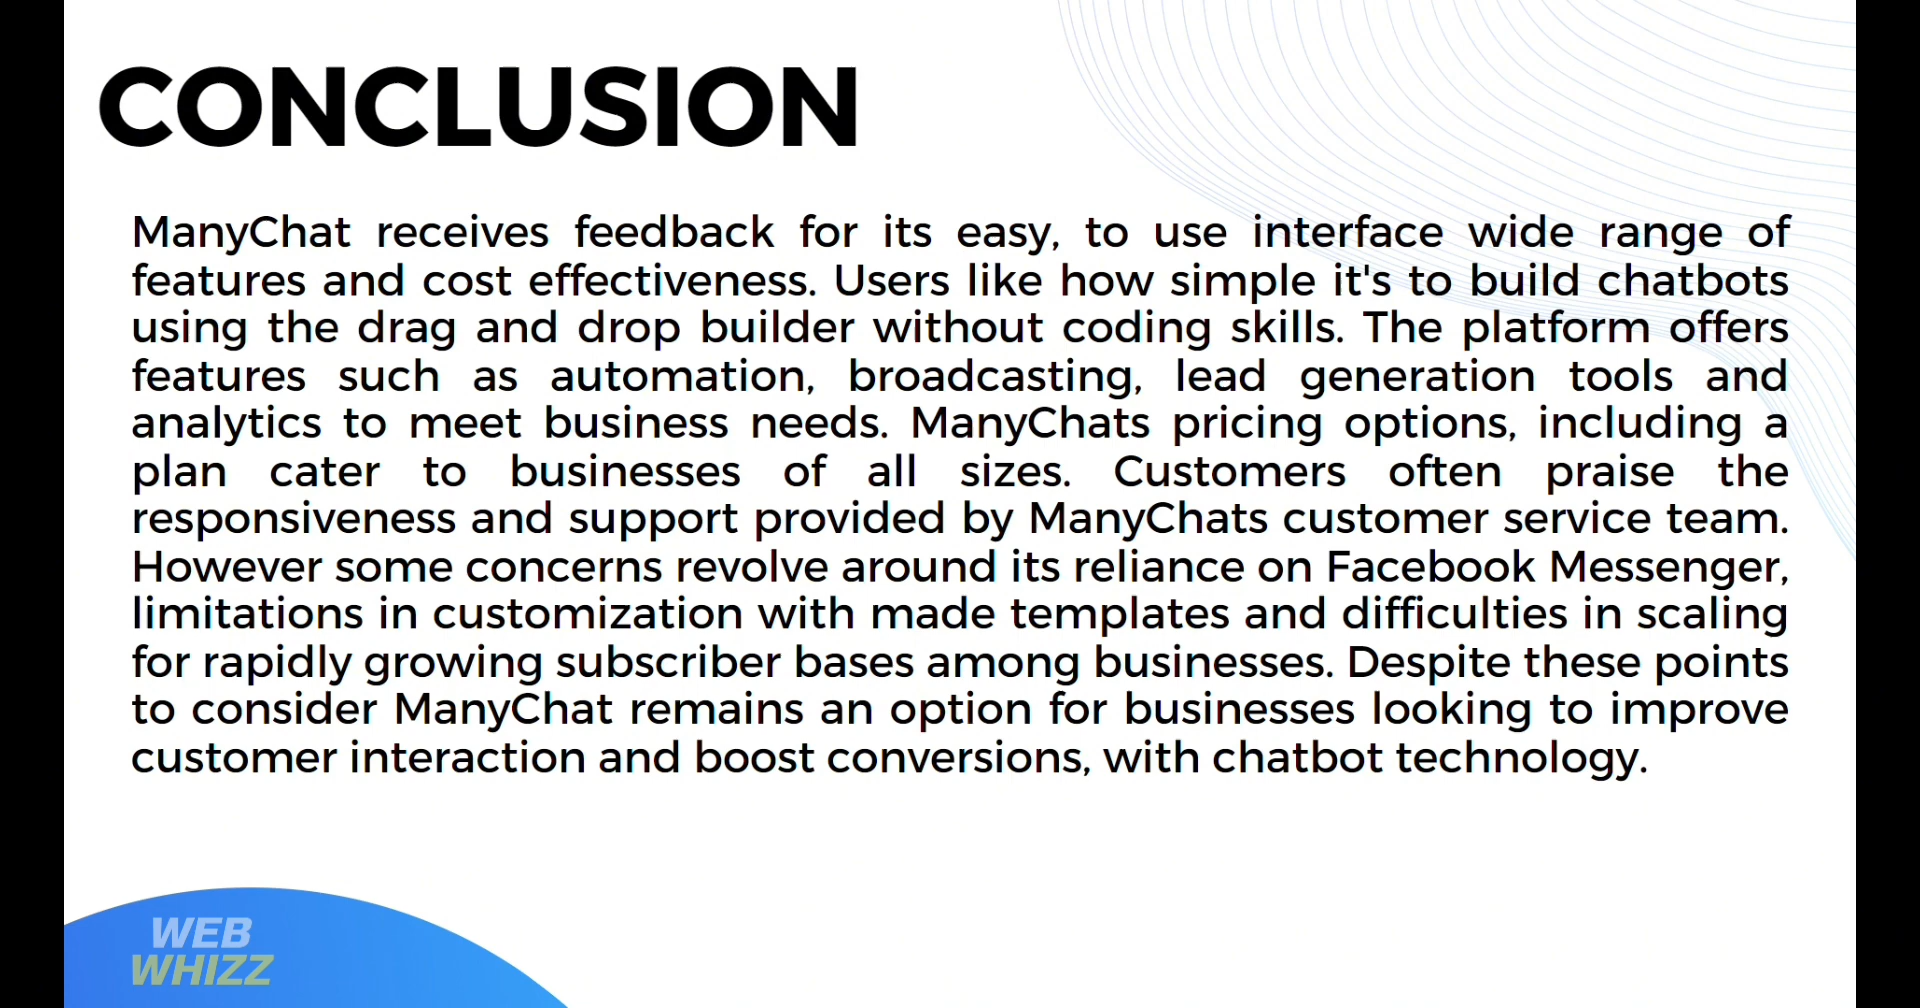 CONCLUSION
ManyChat receives feedback for its easy, to use interface wide range of
features and cost effectiveness. Users like how simple it's to build chatbots
using the drag and drop builder without coding skills. The platform offers
features such as automation, broadcasting, lead generation tools and
analytics to meet business needs. ManyChats pricing options, including a
plan cater to businesses of all sizes. Customers often praise the
responsiveness and support provided by ManyChats customer service team.
However some concerns revolve around its reliance on Facebook Messenger,
limitations in customization with made templates and difficulties in scaling
for rapidly growing subscriber bases among businesses. Despite these points
to consider ManyChat remains an option for businesses looking to improve
customer interaction and boost conversions, with chatbot technology.
WEB
WHIZZ